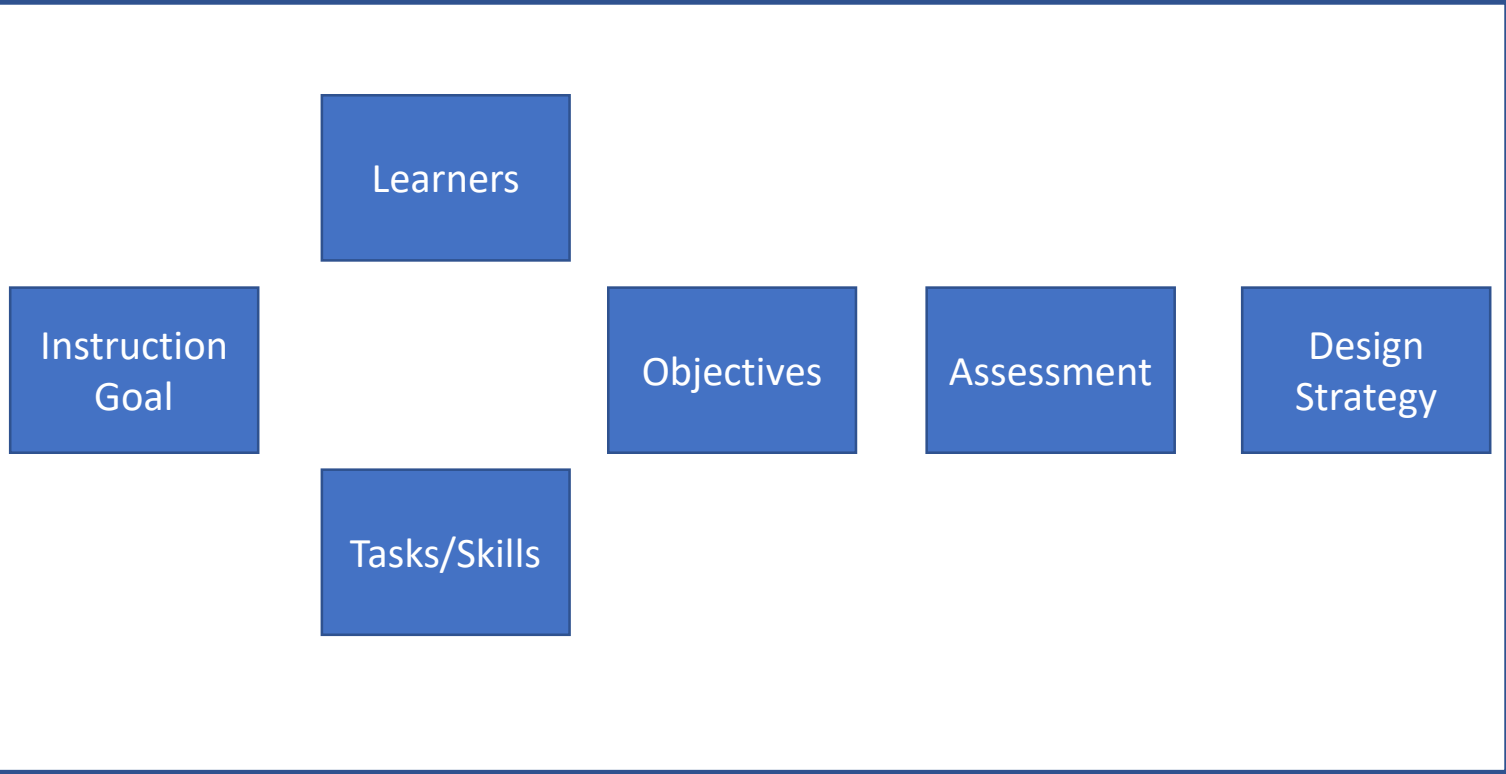 Learners
Instruction
Goal
Objectives
Assessment
Design
Strategy
Tasks/Skills